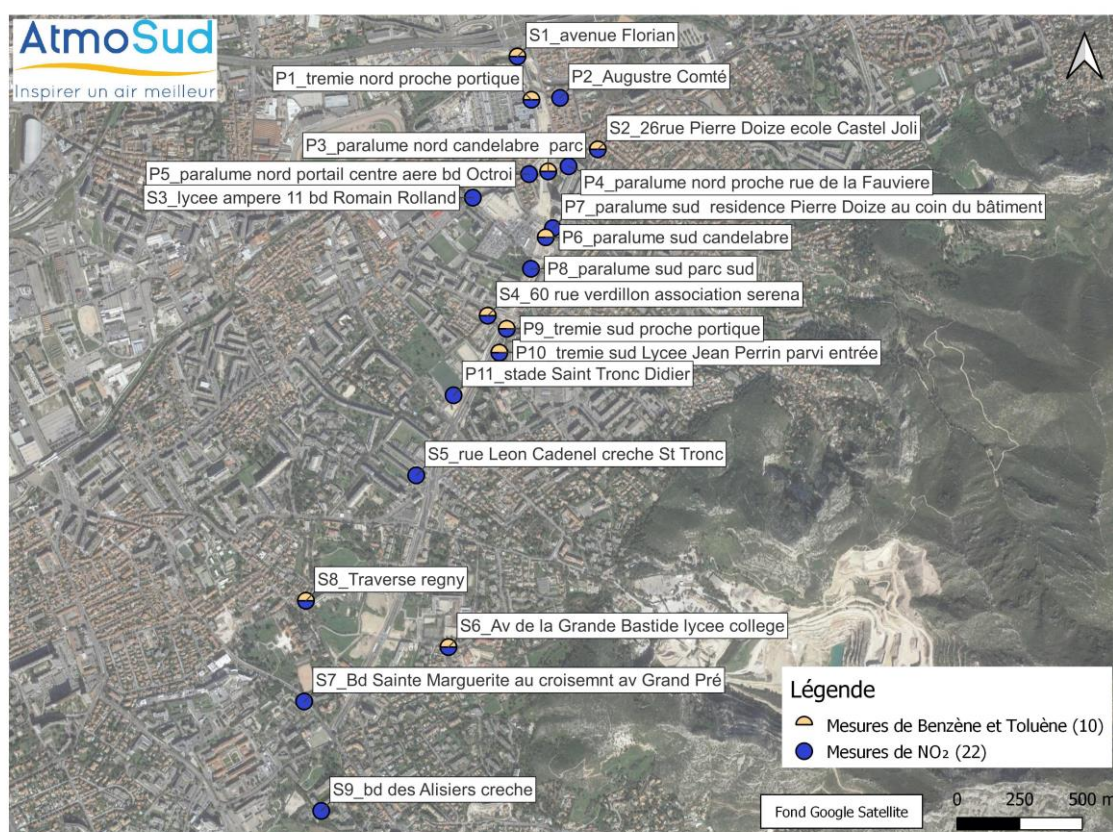 AtmoSud
Inspirer un air meilleur
S1_avenue Florian
P1_tremie nord proche portique
P2_Augustre Comté
S2_26rue Pierre Doize ecole Castel Joli
P3_paralume nord candelabre parc
P5_paralume nord portail centre aere bd Octroi
P4_paralume nord proche rue de la Fauviere
S3_lycee ampere 11 bd Romain Rolland
P7_paralume sud residence Pierre Doize au coin du bâtiment
P6_paralume sud candelabre
P8_paralume sud parc sud
S4_60 rue verdillon association serena
P9_tremie sud proche portique
P10_tremie sud Lycee Jean Perrin parvi entrée
P11_stade Saint Tronc Didier
S5_rue Leon Cadenel creche St Tronc
S8_Traverse regny
S6_Av de la Grande Bastide lycee college
S7_Bd Sainte Marguerite au croisemnt av Grand Pré
S9_bd des Alisiers creche
Légende
Mesures de Benzène et Toluène (10)
Mesures de NO₂ (22)
Fond Google Satellite
0 250 500 m